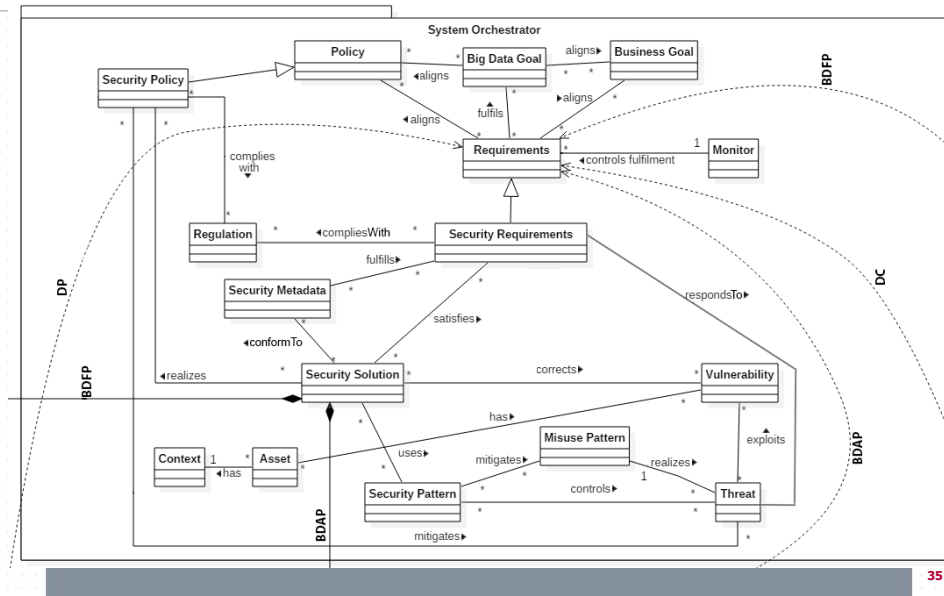 System Orchestrator
Policy
Big Data Goal
Business Goal
Security Policy
* * aligns▶ * *
◀aligns
fulfils
▶aligns
*
◀aligns
BDFP
* *
complies
with
▼
Requirements
* * *
* ◀controls fulfilment 1
Monitor
Regulation
* ◀compliesWith *
Security Requirements
fulfills▶
* *
Security Metadata
DP
DC
respondsTo▶
satisfies▶
* *
*
◀conformTo
*
◀realizes *
Security Solution
* corrects▶ *
Vulnerability
BDFP
has▶
*
exploits
*
*
Misuse Pattern
uses▶
*
*
mitigates▶
*
*
realizes▶
1 *
BDAP
Context
1 ◀has *
Asset
*
Security Pattern
* controls▶ *
Threat
*
BDAP
mitigates▶
*
35